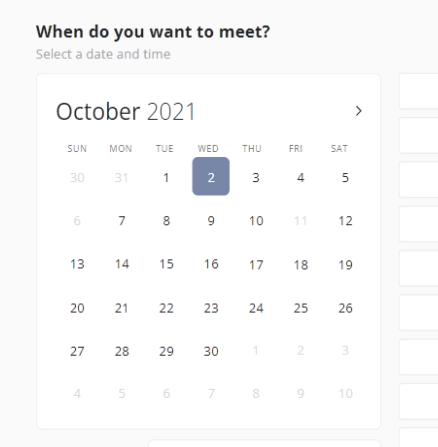 When do you want to meet?
Select a date and time
October 2021
SUN MON TUE WED THU FRI SAT
30 31 1 2 3 4 5
6 7 8 9 10 11 12
13 14 15 16 17 18 19
20 21 22 23 24 25 26
27 28 29 30 1 2 3
4 5 6 7 8 9 10